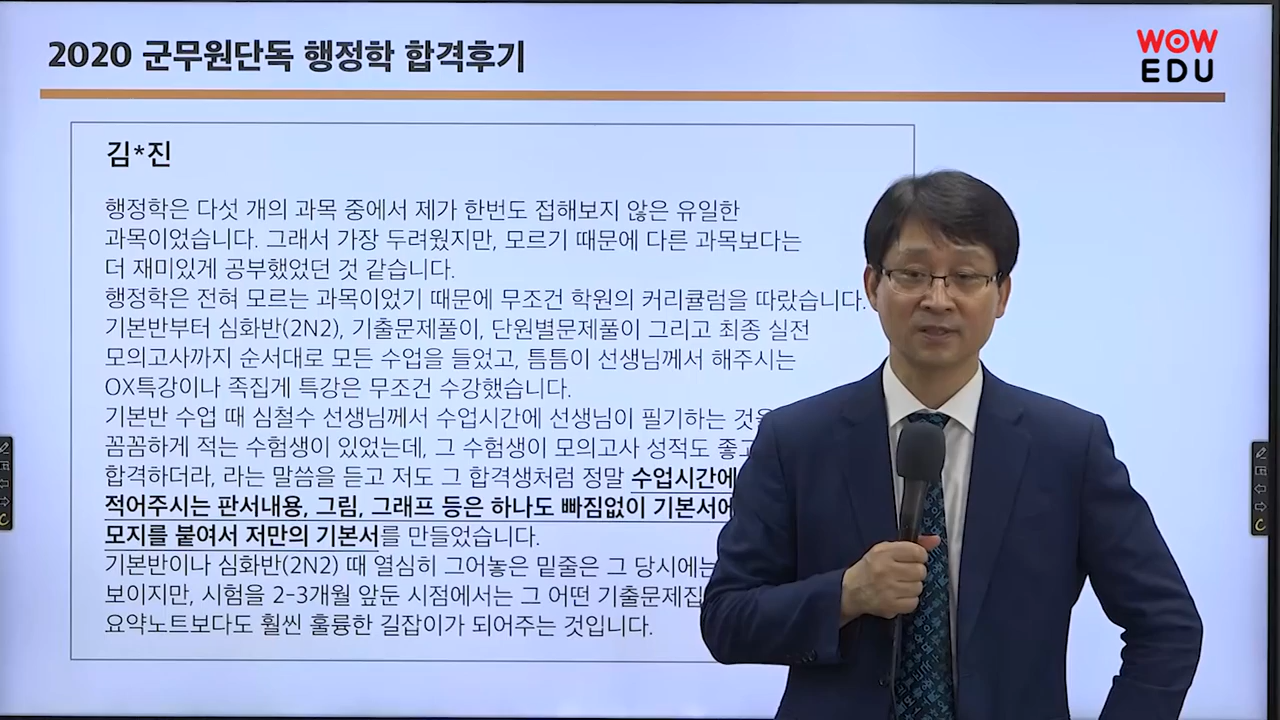 2020 군무원단독 행정학 합격후기
WOW
EDU
김*진
행정학은 다섯 개의 과목 중에서 제가 한번도 접해보지 않은 유일한
과목이었습니다. 그래서 가장 두려웠지만, 모르기 때문에 다른 과목보다는
더 재미있게 공부했었던 것 같습니다.
행정학은 전혀 모르는 과목이었기 때문에 무조건 학원의 커리큘럼을 따랐습니다.
기본반부터 심화반(2N2), 기출문제풀이, 단원별문제풀이 그리고 최종 실전
모의고사까지 순서대로 모든 수업을 들었고, 틈틈이 선생님께서 해주시는
OX특강이나 족집게 특강은 무조건 수강했습니다.
기본반 수업 때 심철수 선생님께서 수업시간에 선생님이 필기하는 것을
꼼꼼하게 적는 수험생이 있었는데, 그 수험생이 모의고사 성적도 좋고
합격하더라, 라는 말씀을 듣고 저도 그 합격생처럼 정말 수업시간에
적어주시는 판서내용, 그림, 그래프 등은 하나도 빠짐없이 기본서에
모지를 붙여서 저만의 기본서를 만들었습니다.
기본반이나 심화반(2N2) 때 열심히 그어놓은 밑줄은 그 당시에는
보이지만, 시험을 2-3개월 앞둔 시점에서는 그 어떤 기출문제집
요약노트보다도 훨씬 훌륭한 길잡이가 되어주는 것입니다.